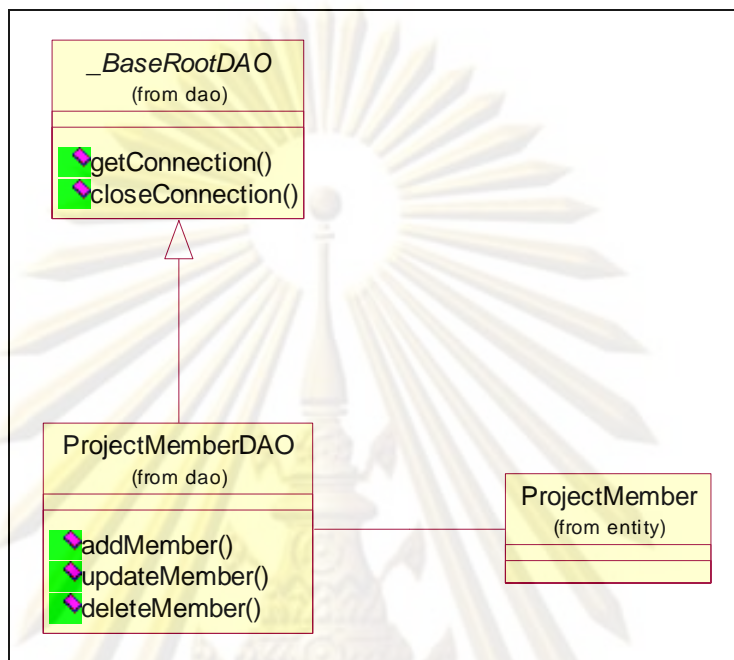 _BaseRootDAO
(from dao)
getConnection()
closeConnection()
ProjectMemberDAO
(from dao)
addMember()
updateMember()
deleteMember()
ProjectMember
(from entity)